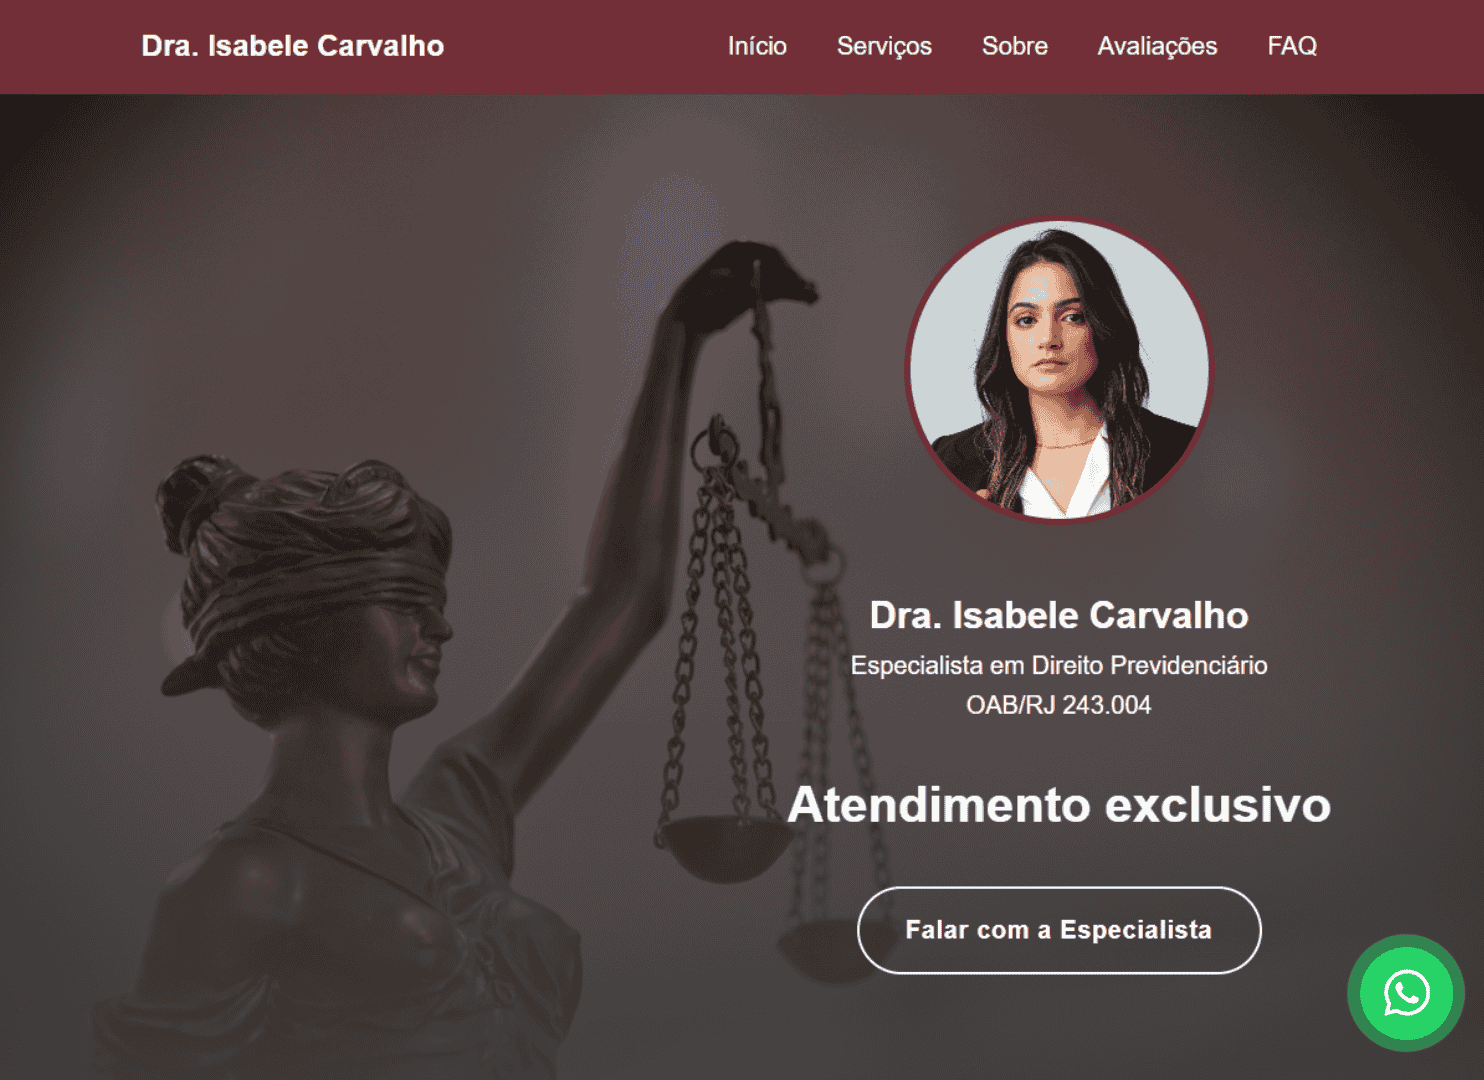 Dra. Isabele Carvalho
Início Serviços Sobre Avaliações FAQ
Dra. Isabele Carvalho
Especialista em Direito Previdenciário
OAB/RJ 243.004
Atendimento exclusivo
Falar com a Especialista